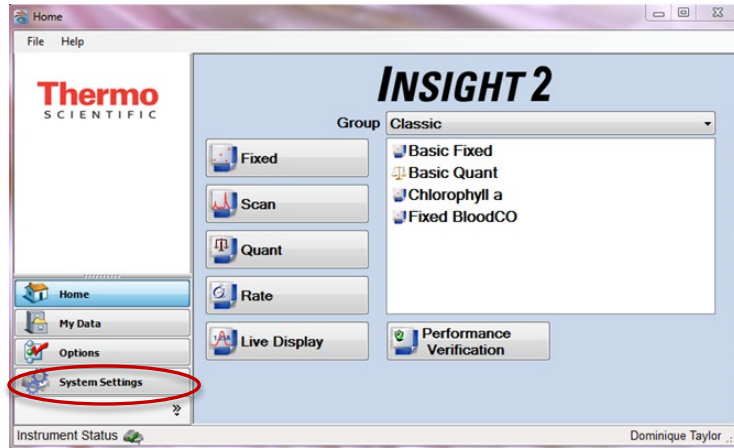 Home
File Help
Thermo
SCIENTIFIC
INSIGHT 2
Group Classic
Fixed
Scan
Quant
Rate
Live Display
Basic Fixed
Basic Quant
Chlorophyll a
Fixed BloodCO
Performance
Verification
Home
My Data
Options
System Settings
Instrument Status
Dominique Taylor